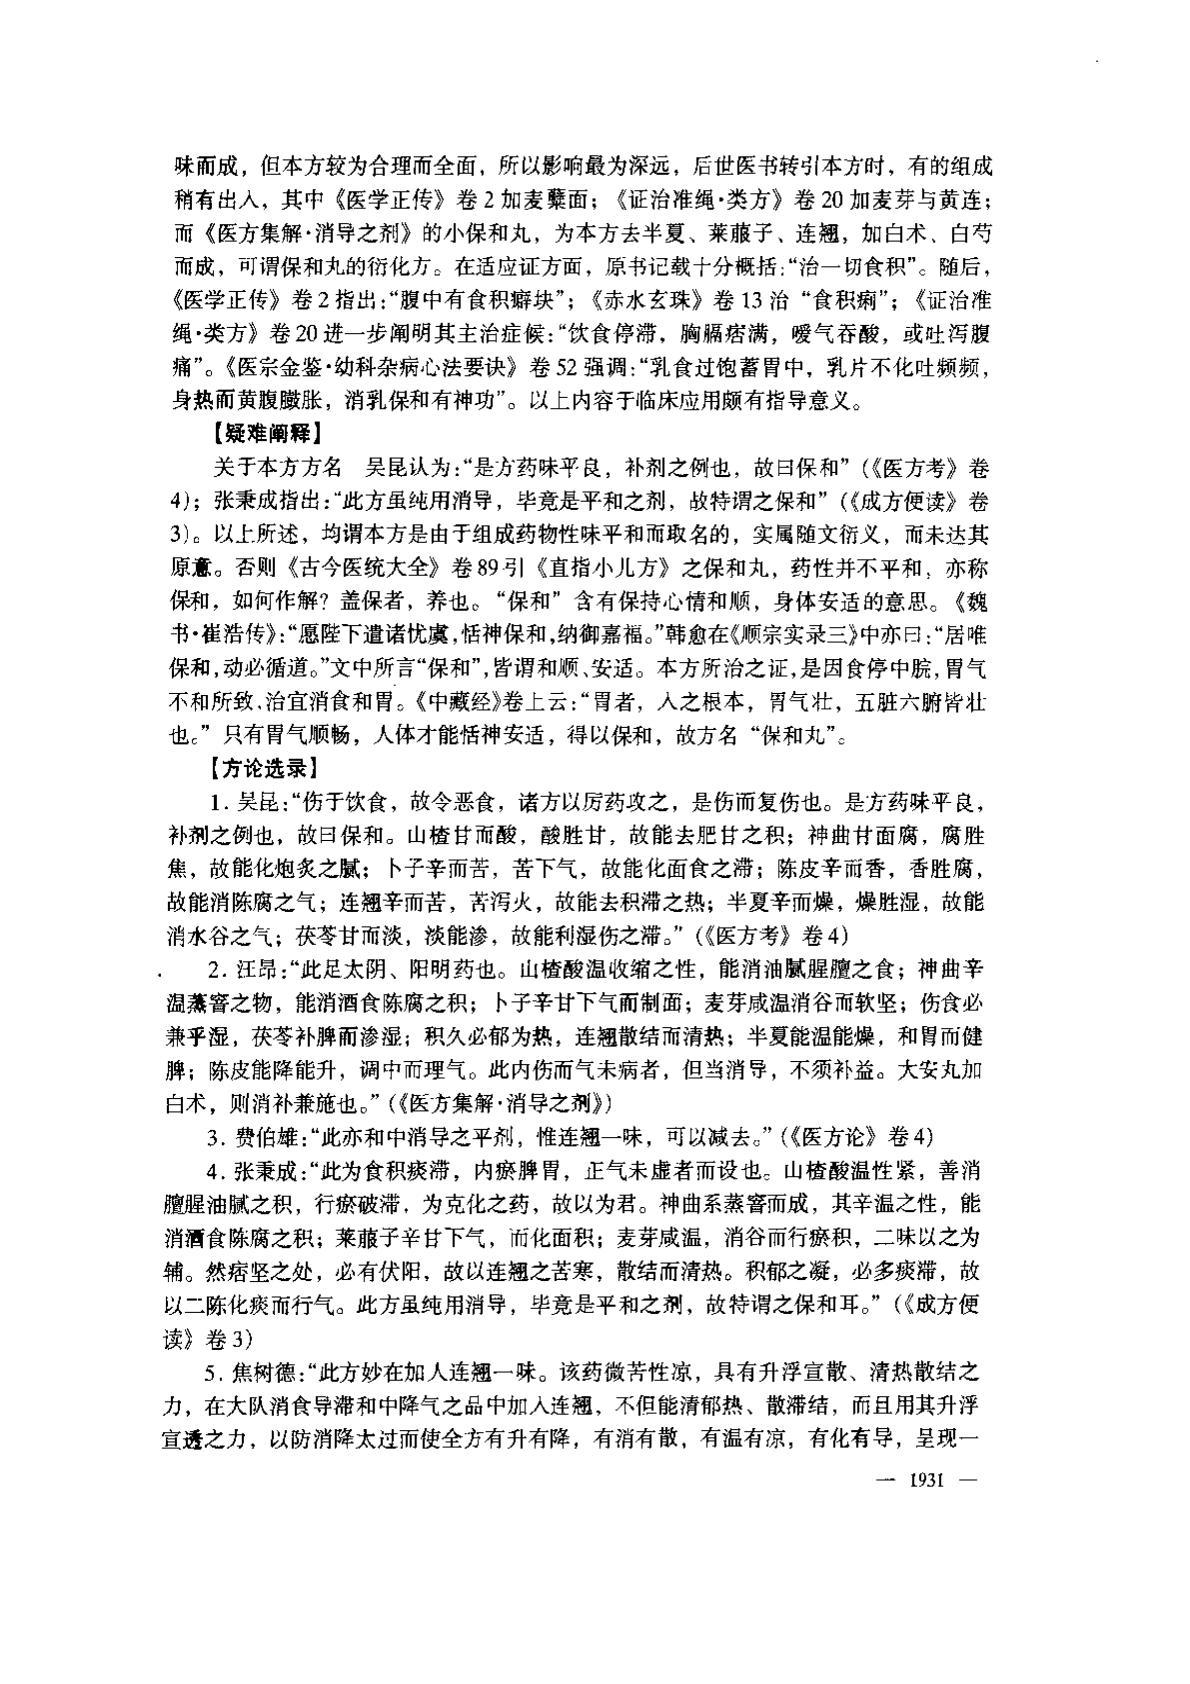 味而成，但本方较为合理而全面，所以影响最为深远，后世医书转引本方时，有的组成
稍有出入，其中《医学正传》卷 2 加麦蘖面；《证治准绳·类方》卷 20 加麦芽与黄连；
而《医方集解·消导之剂》的小保和丸，为本方去半夏、莱菔子、连翘，加白术、白芍
而成，可谓保和丸的衍化方。在适应证方面，原书记载十分概括：“治一切食积”。随后，
《医学正传》卷 2 指出：“腹中有食积癖块”；《赤水玄珠》卷 13 治“食积痢”；《证治准
绳·类方》卷 20 进一步阐明其主治症候：“饮食停滞，胸膈痞满，嗳气吞酸，或吐泻腹
痛”。《医宗金鉴·幼科杂病心法要诀》卷 52 强调：“乳食过饱蓄胃中，乳片不化吐频频，
身热而黄腹臌胀，消乳保和有神功”。以上内容于临床应用颇有指导意义。
【疑难阐释】
关于本方方名　吴昆认为：“是方药味平良，补剂之例也，故曰保和”（《医方考》卷
4）；张秉成指出：“此方虽纯用消导，毕竟是平和之剂，故特谓之保和”（《成方便读》卷
3）。以上所述，均谓本方是由于组成药物性味平和而取名的，实属随文衍义，而未达其
原意。否则《古今医统大全》卷 89 引《直指小儿方》之保和丸，药性并不平和，亦称
保和，如何作解？盖保者，养也。“保和”含有保持心情和顺，身体安适的意思。《魏
书·崔浩传》：“愿陛下遣诸忧虞，恬神保和，纳御嘉福。”韩愈在《顺宗实录三》中亦曰：“居唯
保和，动必循道。”文中所言“保和”，皆谓和顺、安适。本方所治之证，是因食停中脘，胃气
不和所致，治宜消食和胃。《中藏经》卷上云：“胃者，人之根本，胃气壮，五脏六腑皆壮
也。”只有胃气顺畅，人体才能恬神安适，得以保和，故方名“保和丸”。
【方论选录】
1. 吴昆：“伤于饮食，故令恶食，诸方以厉药攻之，是伤而复伤也。是方药味平良，
补剂之例也，故曰保和。山楂甘而酸，酸胜甘，故能去肥甘之积；神曲甘而腐，腐胜
焦，故能化炮炙之腻；卜子辛而苦，苦下气，故能化面食之滞；陈皮辛而香，香胜腐，
故能消陈腐之气；连翘辛而苦，苦泻火，故能去积滞之热；半夏辛而燥，燥胜湿，故能
消水谷之气；茯苓甘而淡，淡能渗，故能利湿伤之滞。”（《医方考》卷 4）
2. 汪昂：“此足太阴、阳明药也。山楂酸温收缩之性，能消油腻腥膻之食；神曲辛
温蒸窨之物，能消酒食陈腐之积；卜子辛甘下气而制面；麦芽咸温消谷而软坚；伤食必
兼乎湿，茯苓补脾而渗湿；积久必郁为热，连翘散结而清热；半夏能温能燥，和胃而健
脾；陈皮能降能升，调中而理气。此内伤而气未病者，但当消导，不须补益。大安丸加
白术，则消补兼施也。”（《医方集解·消导之剂》）
3. 费伯雄：“此亦和中消导之平剂，惟连翘一味，可以减去。”（《医方论》卷 4）
4. 张秉成：“此为食积痰滞，内瘀脾胃，正气未虚者而设也。山楂酸温性紧，善消
膻腥油腻之积，行瘀破滞，为克化之药，故以为君。神曲系蒸窨而成，其辛温之性，能
消酒食陈腐之积；莱菔子辛甘下气，而化面积；麦芽咸温，消谷而行瘀积，二味以之为
辅。然痞坚之处，必有伏阳，故以连翘之苦寒，散结而清热。积郁之凝，必多痰滞，故
以二陈化痰而行气。此方虽纯用消导，毕竟是平和之剂，故特谓之保和耳。”（《成方便
读》卷 3）
5. 焦树德：“此方妙在加入连翘一味。该药微苦性凉，具有升浮宣散、清热散结之
力，在大队消食导滞和中降气之品中加入连翘，不但能清郁热、散滞结，而且用其升浮
宣透之力，以防消降太过而使全方有升有降，有消有散，有温有凉，有化有导，呈现一
— 1931 —